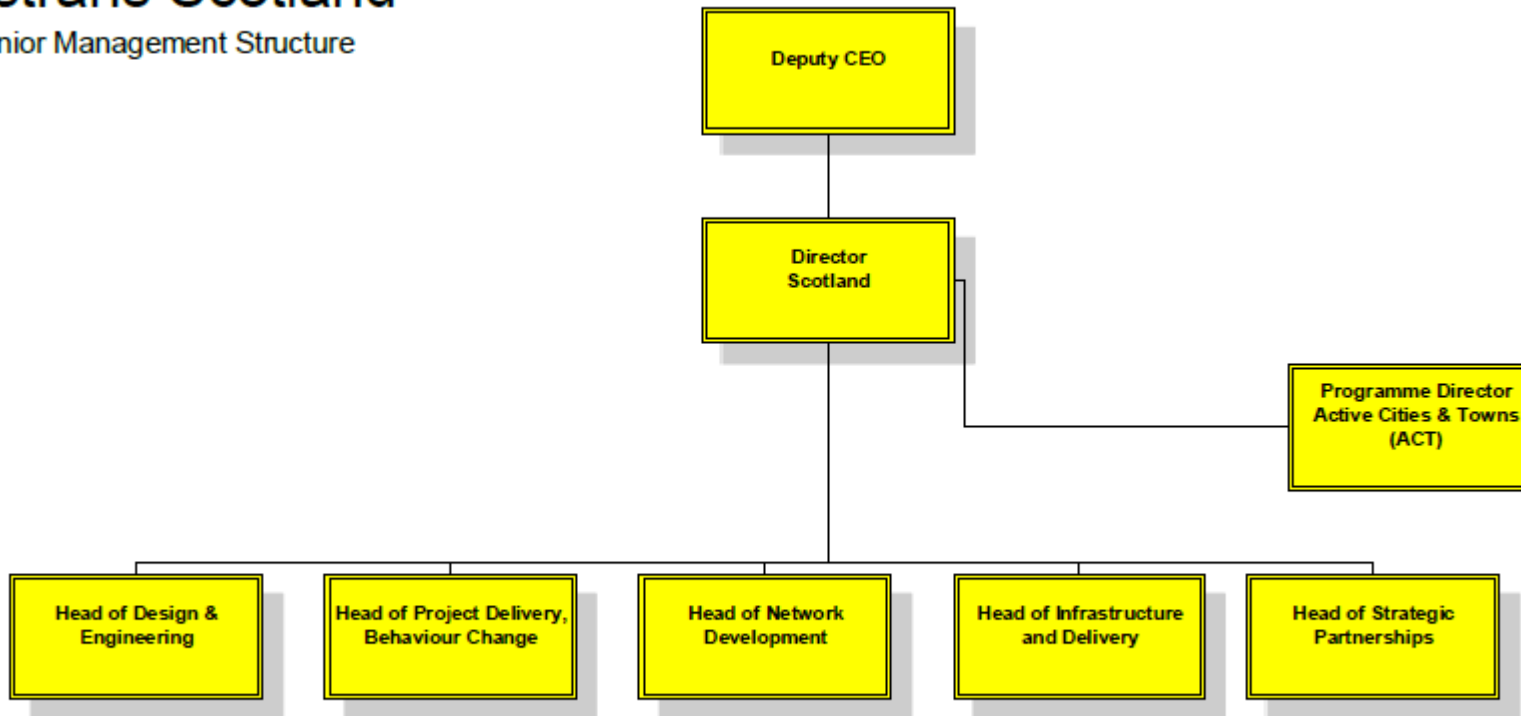 Scotland
Management Structure
Deputy CEO
Director
Scotland
Programme Director
Active Cities & Towns
(ACT)
Head of Design &
Engineering
Head of Project Delivery,
Behaviour Change
Head of Network
Development
Head of Infrastructure
and Delivery
Head of Strategic
Partnerships